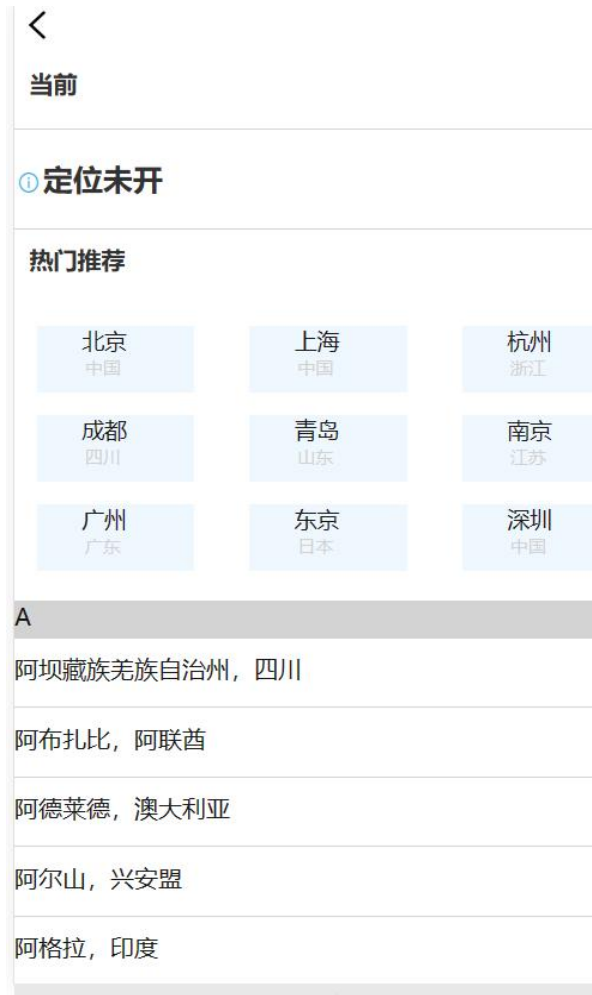 当前
定位未开
热门推荐
北京 上海 杭州
中国 中国 浙江
成都 青岛 南京
四川 山东 江苏
广州 东京 深圳
广东 日本 中国
A
阿坝藏族羌族自治州，四川
阿布扎比，阿联酋
阿德莱德，澳大利亚
阿尔山，兴安盟
阿格拉，印度